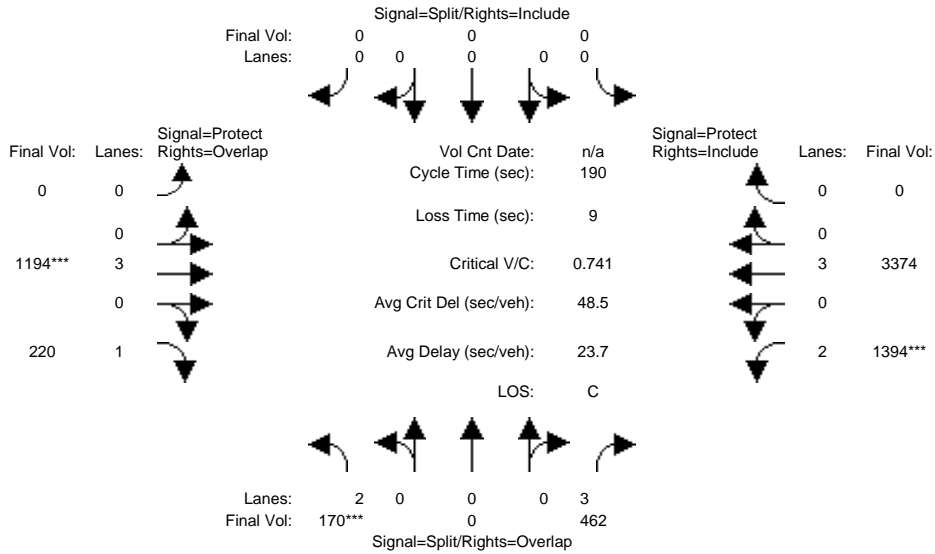 Signal=Split/Rights=Include
Final Vol: 0 0 0
Lanes: 0 0 0 0 0
Signal=Protect
Final Vol: Lanes: Rights=Overlap
Vol Cnt Date: n/a
Signal=Protect
Rights=Include Lanes: Final Vol:
Cycle Time (sec): 190
0 0
0 0
Loss Time (sec): 9
0
0
1194*** 3
Critical V/C: 0.741
3 3374
0
Avg Crit Del (sec/veh): 48.5
0
220 1
Avg Delay (sec/veh): 23.7
2 1394***
LOS: C
Lanes: 2 0 0 0 3
Final Vol: 170*** 0 462
Signal=Split/Rights=Overlap